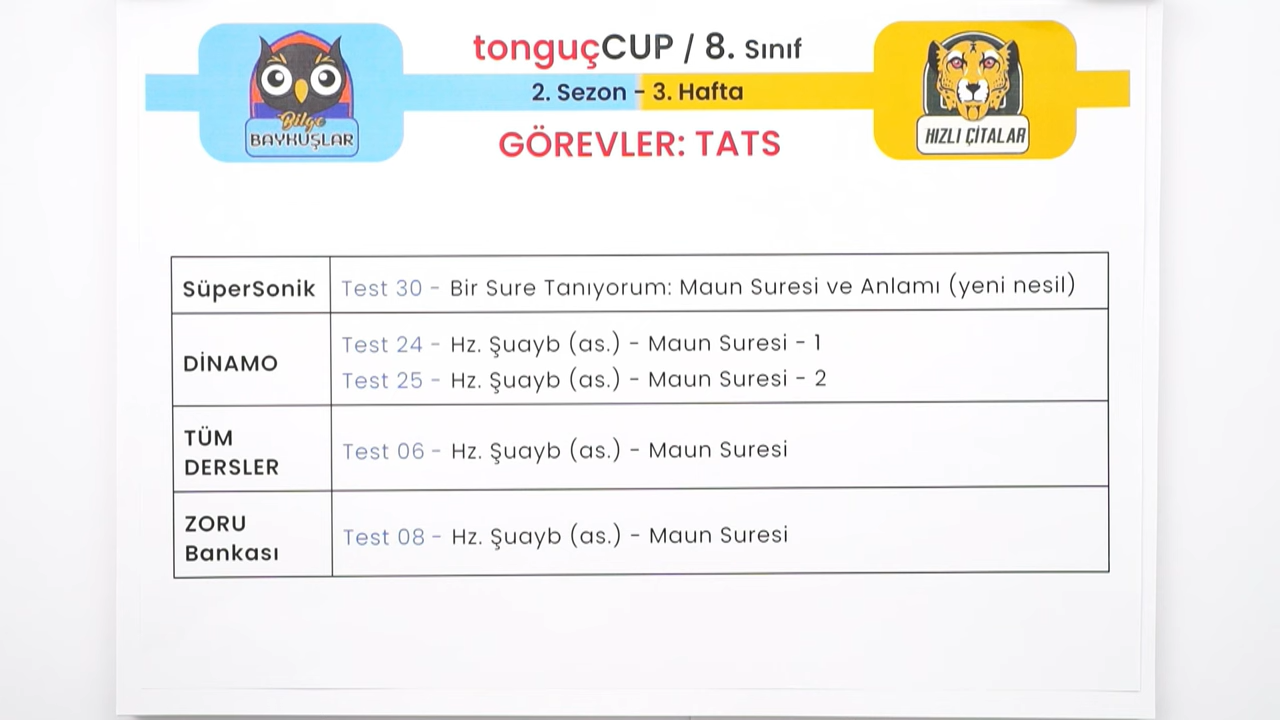 tonguçCUP / 8. Sınıf
2. Sezon - 3. Hafta
GÖREVLER: TATS
Bilge
BAYKUŞLAR
HIZLI ÇİTALAR
SüperSonik
Test 30 - Bir Sure Tanıyorum: Maun Suresi ve Anlamı (yeni nesil)
DİNAMO
Test 24 - Hz. Şuayb (as.) - Maun Suresi - 1
Test 25 - Hz. Şuayb (as.) - Maun Suresi - 2
TÜM
DERSLER
Test 06 - Hz. Şuayb (as.) - Maun Suresi
ZORU
Bankası
Test 08 - Hz. Şuayb (as.) - Maun Suresi